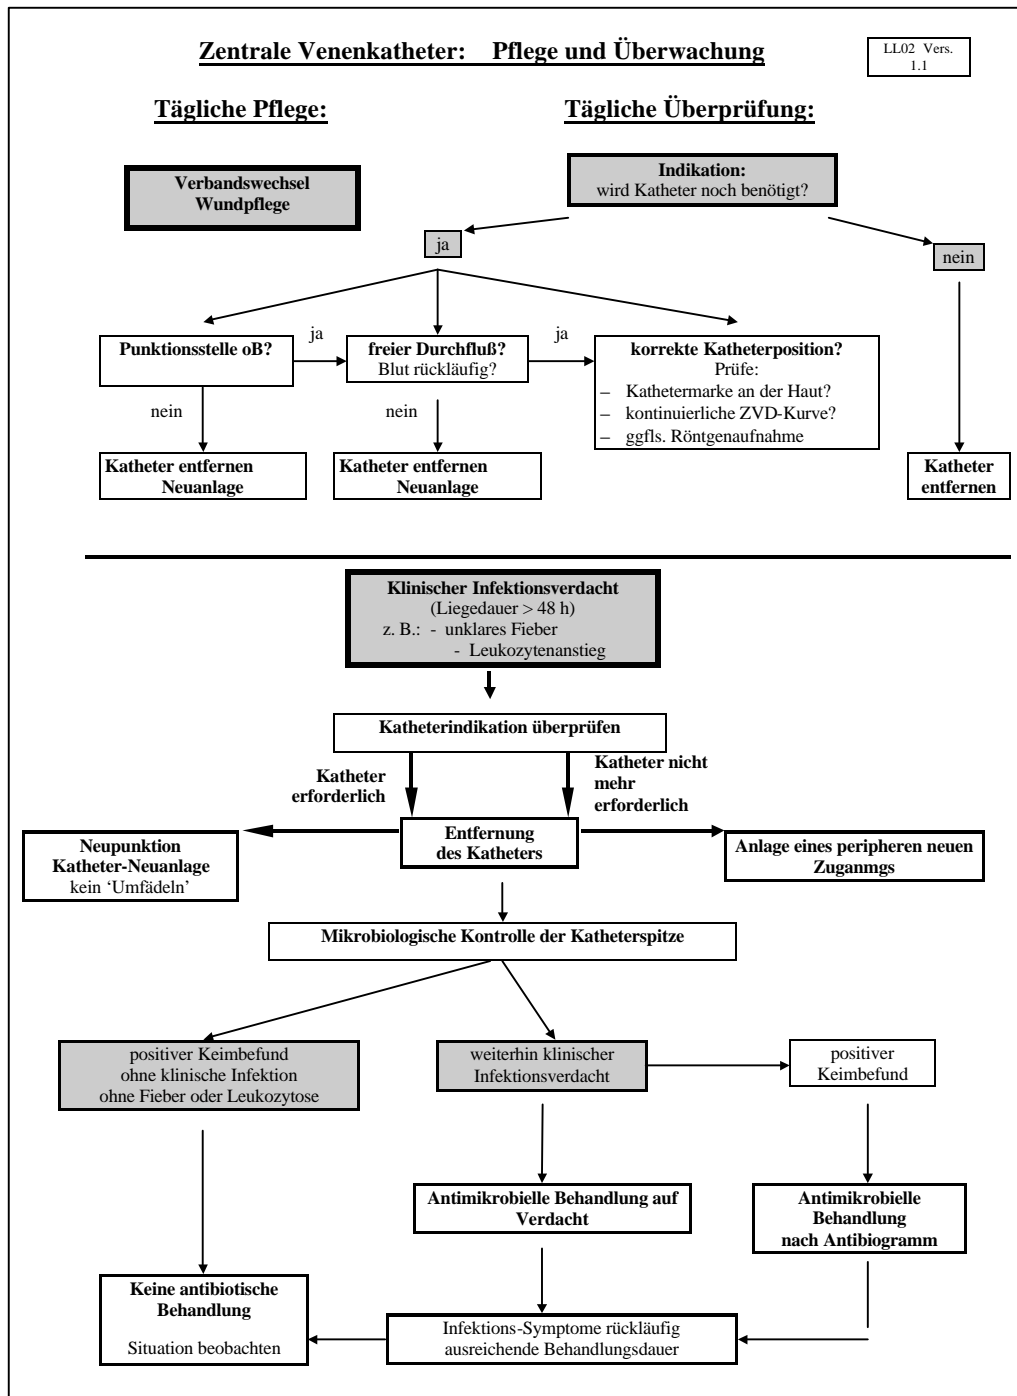 Zentrale Venenkatheter: Pflege und Überwachung
LL02 Vers.
1.1
Tägliche Pflege:
Tägliche Überprüfung:
Verbandswechsel
Wundpflege
Indikation:
wird Katheter noch benötigt?
ja
nein
Punktionsstelle oB?
ja
freier Durchfluß?
Blut rückläufig?
ja
korrekte Katheterposition?
Prüfe:
– Kathetermarke an der Haut?
– kontinuierliche ZVD-Kurve?
– ggfls. Röntgenaufnahme
nein
nein
Katheter entfernen
Neuanlage
Katheter entfernen
Neuanlage
Katheter
entfernen
Klinischer Infektionsverdacht
(Liegedauer > 48 h)
z. B.: - unklares Fieber
- Leukozytenanstieg
Katheterindikation überprüfen
Katheter
erforderlich
Katheter nicht
mehr
erforderlich
Neupunktion
Katheter-Neuanlage
kein ‘Umfädeln’
Entfernung
des Katheters
Anlage eines peripheren neuen
Zuganmgs
Mikrobiologische Kontrolle der Katheterspitze
positiver Keimbefund
ohne klinische Infektion
ohne Fieber oder Leukozytose
weiterhin klinischer
Infektionsverdacht
positiver
Keimbefund
Antimikrobielle Behandlung auf
Verdacht
Antimikrobielle
Behandlung
nach Antibiogramm
Keine antibiotische
Behandlung
Situation beobachten
Infektions-Symptome rückläufig
ausreichende Behandlungsdauer